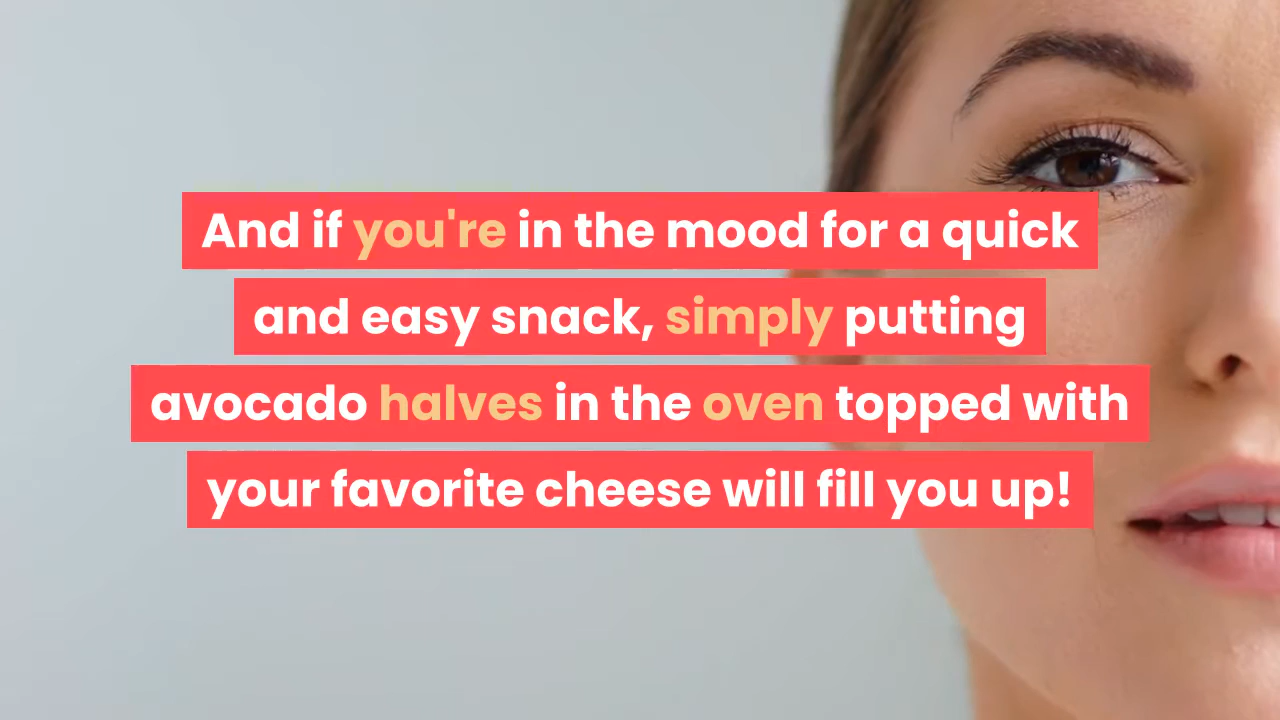 And if you're in the mood for a quick
and easy snack, simply putting
avocado halves in the oven topped with
your favorite cheese will fill you up!